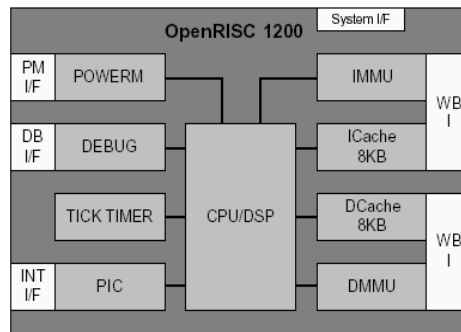 System I/F
OpenRISC 1200
PM
I/F
POWERM
IMMU
WB
I
DB
I/F
DEBUG
ICache
8KB
TICK TIMER
CPU/DSP
DCache
8KB
WB
I
INT
I/F
PIC
DMMU